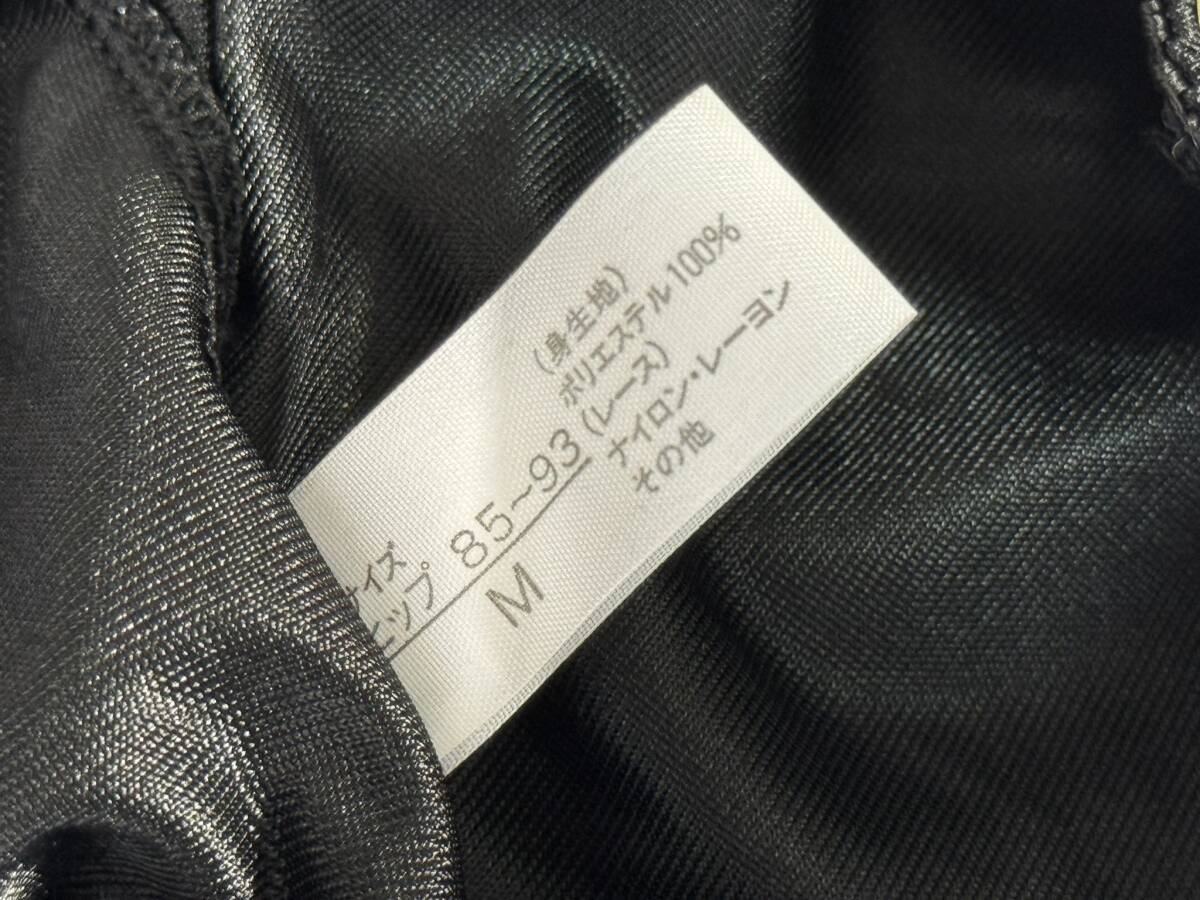 サイズ
ヒップ 85~93
M
(身生地)
ポリエステル100%
(レース)
ナイロン・レーヨン
その他